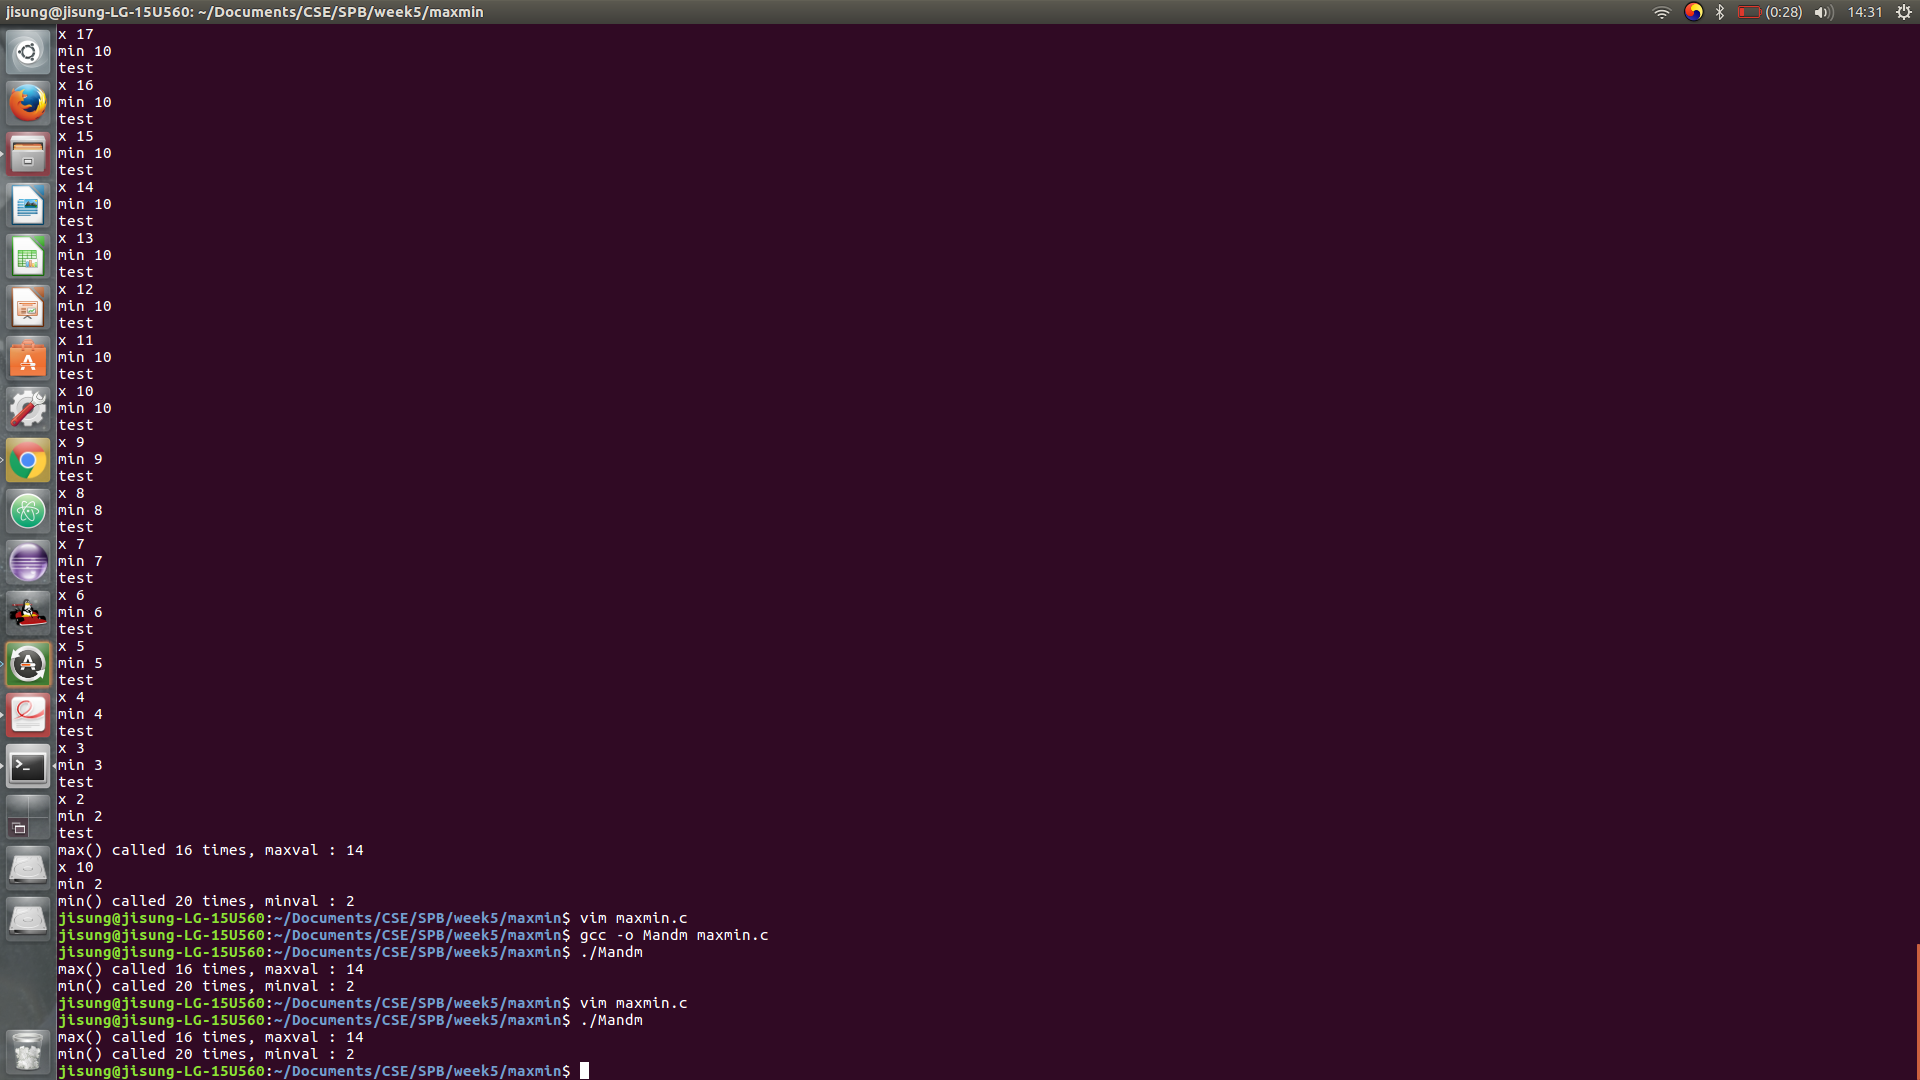 jisung@jisung-LG-15U560: ~/Documents/CSE/SPB/week5/maxmin
(0:28) 14:31
x 17
min 10
test
x 16
min 10
test
x 15
min 10
test
x 14
min 10
test
x 13
min 10
test
x 12
min 10
test
x 11
min 10
test
x 10
min 10
test
x 9
min 9
test
x 8
min 8
test
x 7
min 7
test
x 6
min 6
test
x 5
min 5
test
x 4
min 4
test
x 3
min 3
test
x 2
min 2
test
max() called 16 times, maxval : 14
x 10
min 2
min() called 20 times, minval : 2
jisung@jisung-LG-15U560:~/Documents/CSE/SPB/week5/maxmin$ vim maxmin.c
jisung@jisung-LG-15U560:~/Documents/CSE/SPB/week5/maxmin$ gcc -o Mandm maxmin.c
jisung@jisung-LG-15U560:~/Documents/CSE/SPB/week5/maxmin$ ./Mandm
max() called 16 times, maxval : 14
min() called 20 times, minval : 2
jisung@jisung-LG-15U560:~/Documents/CSE/SPB/week5/maxmin$ vim maxmin.c
jisung@jisung-LG-15U560:~/Documents/CSE/SPB/week5/maxmin$ ./Mandm
max() called 16 times, maxval : 14
min() called 20 times, minval : 2
jisung@jisung-LG-15U560:~/Documents/CSE/SPB/week5/maxmin$